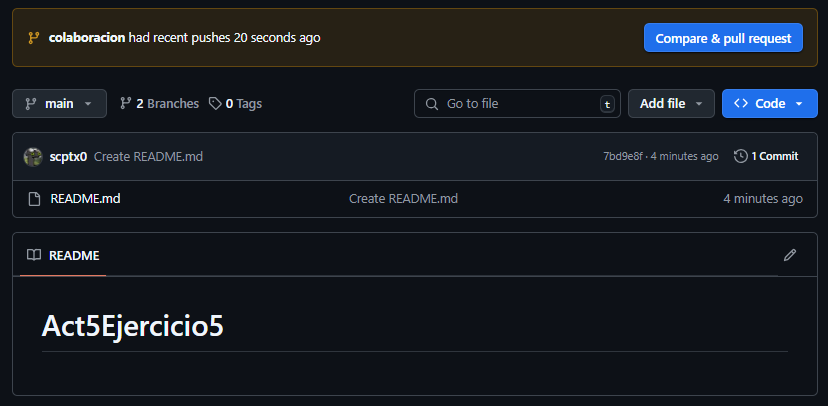 colaboracion had recent pushes 20 seconds ago Compare & pull request
main 2 Branches 0 Tags Go to file t Add file Code
scptx0 Create README.md 7bd9e8f · 4 minutes ago 1 Commit
README.md Create README.md 4 minutes ago
README
Act5Ejercicio5